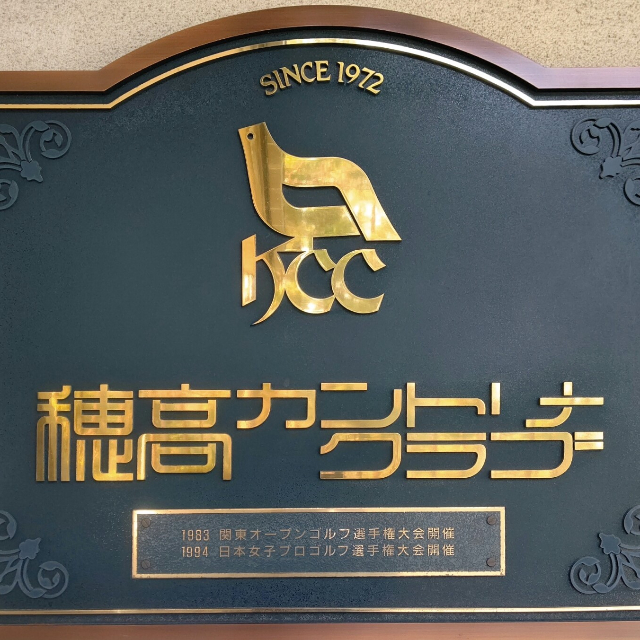 SINCE 1972
hCC
穂高カントリー
クラブ
1983 関東オープンゴルフ選手権大会開催
1994 日本女子プロゴルフ選手権大会開催